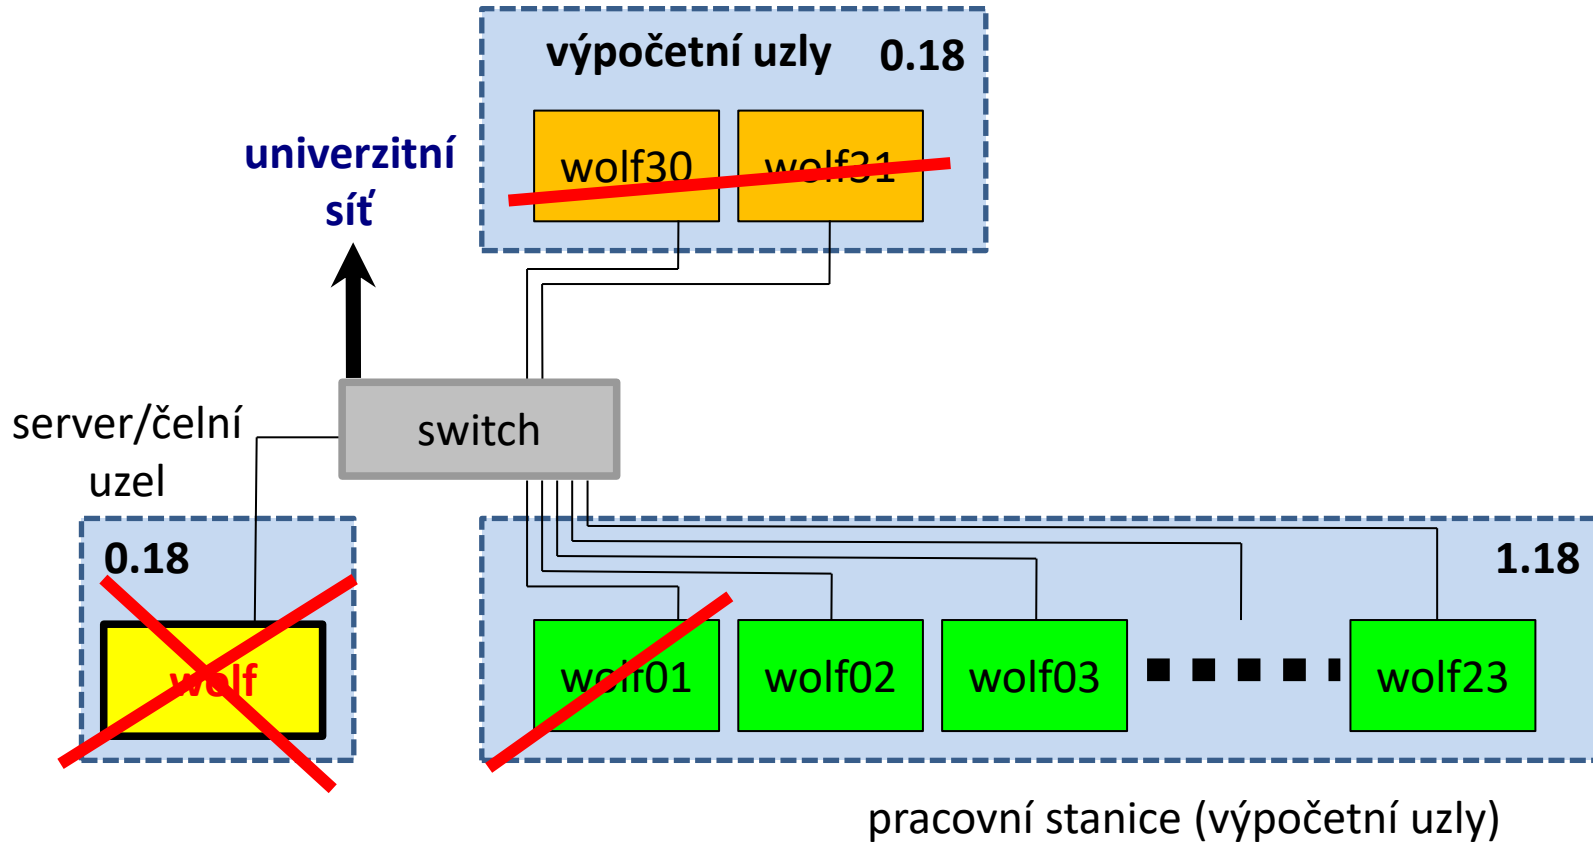 výpočetní uzly 0.18
wolf30 wolf31
univerzitní
síť
switch
server/čelní
uzel
0.18
wolf
1.18
wolf01 wolf02 wolf03 wolf23
pracovní stanice (výpočetní uzly)